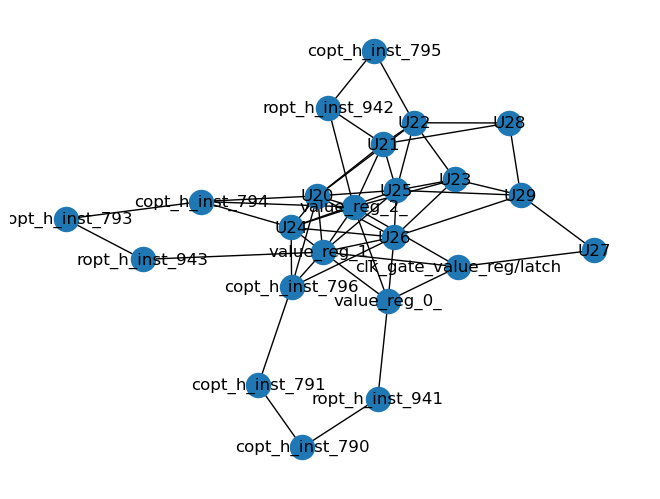 copt_h_inst_795
ropt_h_inst_942
U22
U28
U21
U23
U25
U20
U29
copt_h_inst_794
value_reg_2_
opt_h_inst_793
U24
U26
value_reg_1_
U27
ropt_h_inst_943
clk_gate_value_reg/latch
copt_h_inst_796
value_reg_0_
copt_h_inst_791
ropt_h_inst_941
copt_h_inst_790